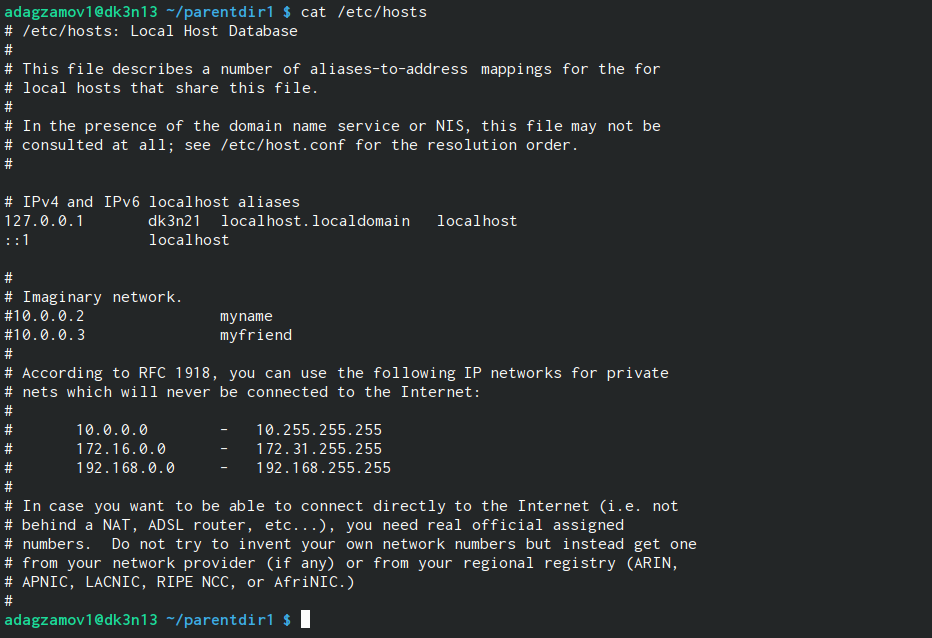 adagzamov1@dk3n13 ~/parentdir1 $ cat /etc/hosts
# /etc/hosts: Local Host Database
#
# This file describes a number of aliases-to-address mappings for the for
# local hosts that share this file.
#
# In the presence of the domain name service or NIS, this file may not be
# consulted at all; see /etc/host.conf for the resolution order.
#

# IPv4 and IPv6 localhost aliases
127.0.0.1       dk3n21  localhost.localdomain   localhost
::1             localhost

#
# Imaginary network.
#10.0.0.2               myname
#10.0.0.3               myfriend
#
# According to RFC 1918, you can use the following IP networks for private
# nets which will never be connected to the Internet:
#
#       10.0.0.0        -   10.255.255.255
#       172.16.0.0      -   172.31.255.255
#       192.168.0.0     -   192.168.255.255
#
# In case you want to be able to connect directly to the Internet (i.e. not
# behind a NAT, ADSL router, etc...), you need real official assigned
# numbers.  Do not try to invent your own network numbers but instead get one
# from your network provider (if any) or from your regional registry (ARIN,
# APNIC, LACNIC, RIPE NCC, or AfriNIC.)
#
adagzamov1@dk3n13 ~/parentdir1 $